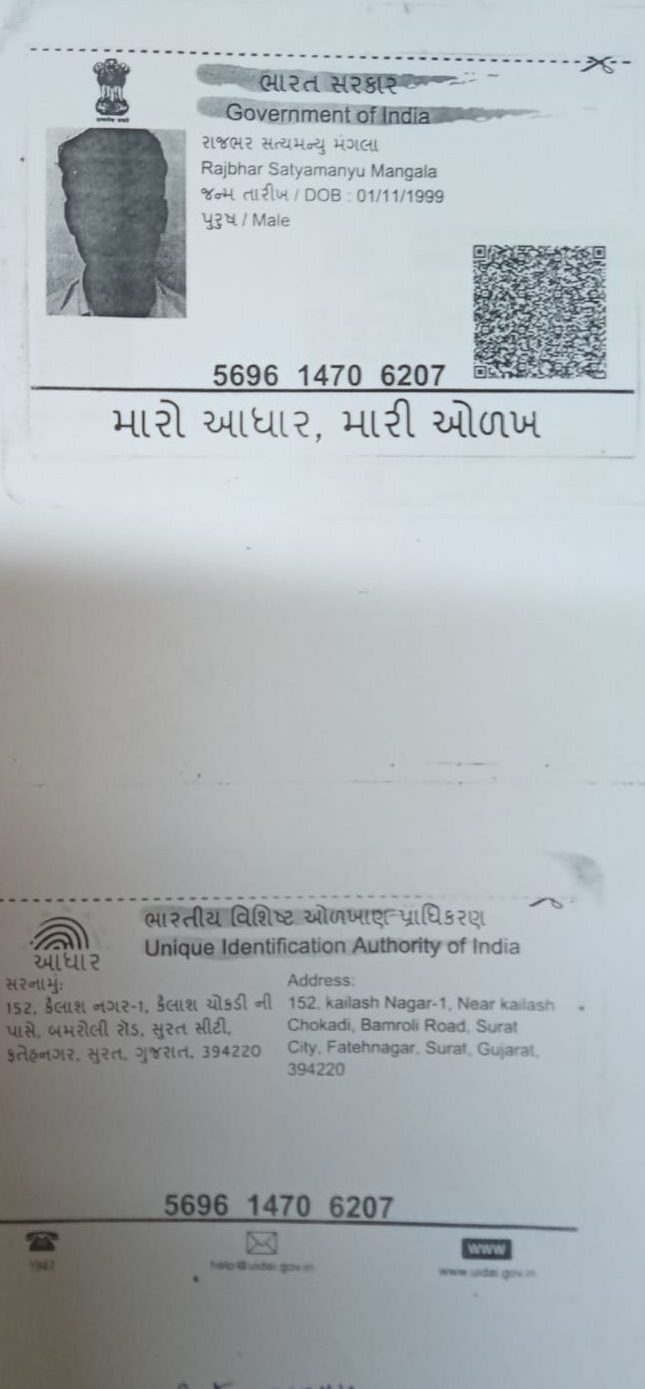 ભારત સરકાર
Government of India
રાજભર સત્યમન્યુ મંગલા
Rajbhar Satyamanyu Mangala
જન્મ તારીખ / DOB : 01/11/1999
પુરુષ / Male
5696 1470 6207
મારો આધાર, મારી ઓળખ
ભારતીય વિશિષ્ટ ઓળખાણ પ્રાધિકરણ
Unique Identification Authority of India
આધાર
સરનામું:
152, કૈલાશ નગર-1, કૈલાશ ચોકડી ની
પાસે, બમરોલી રોડ, સુરત સીટી,
ફતેહનગર, સુરત, ગુજરાત, 394220
Address:
152, kailash Nagar-1, Near kailash
Chokadi, Bamroli Road, Surat
City, Fatehnagar, Surat, Gujarat,
394220
5696 1470 6207
1947
help@uidai.gov.in
www
www.uidai.gov.in